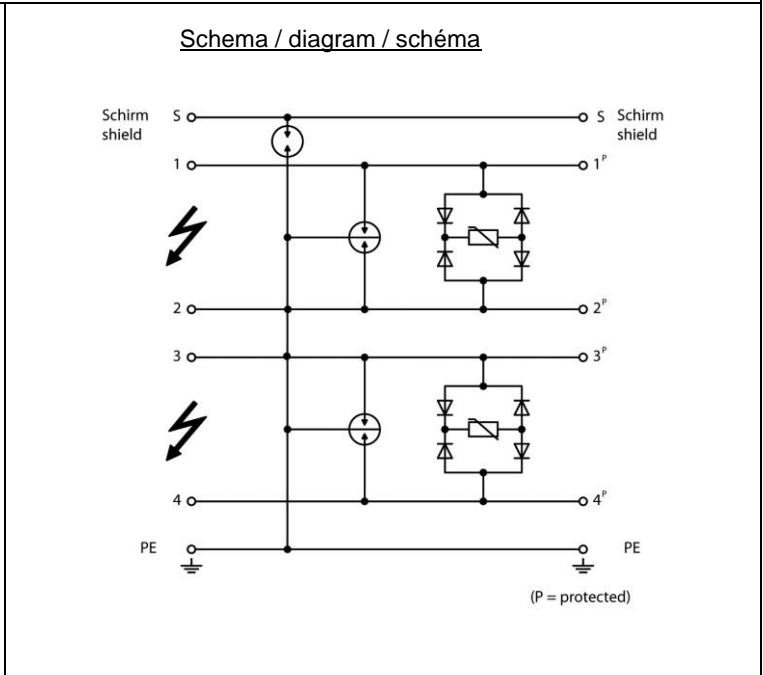 Schema / diagram / schéma
Schirm S S Schirm
shield shield
1 1ᴾ
2 2ᴾ
3 3ᴾ
4 4ᴾ
PE PE
(P = protected)